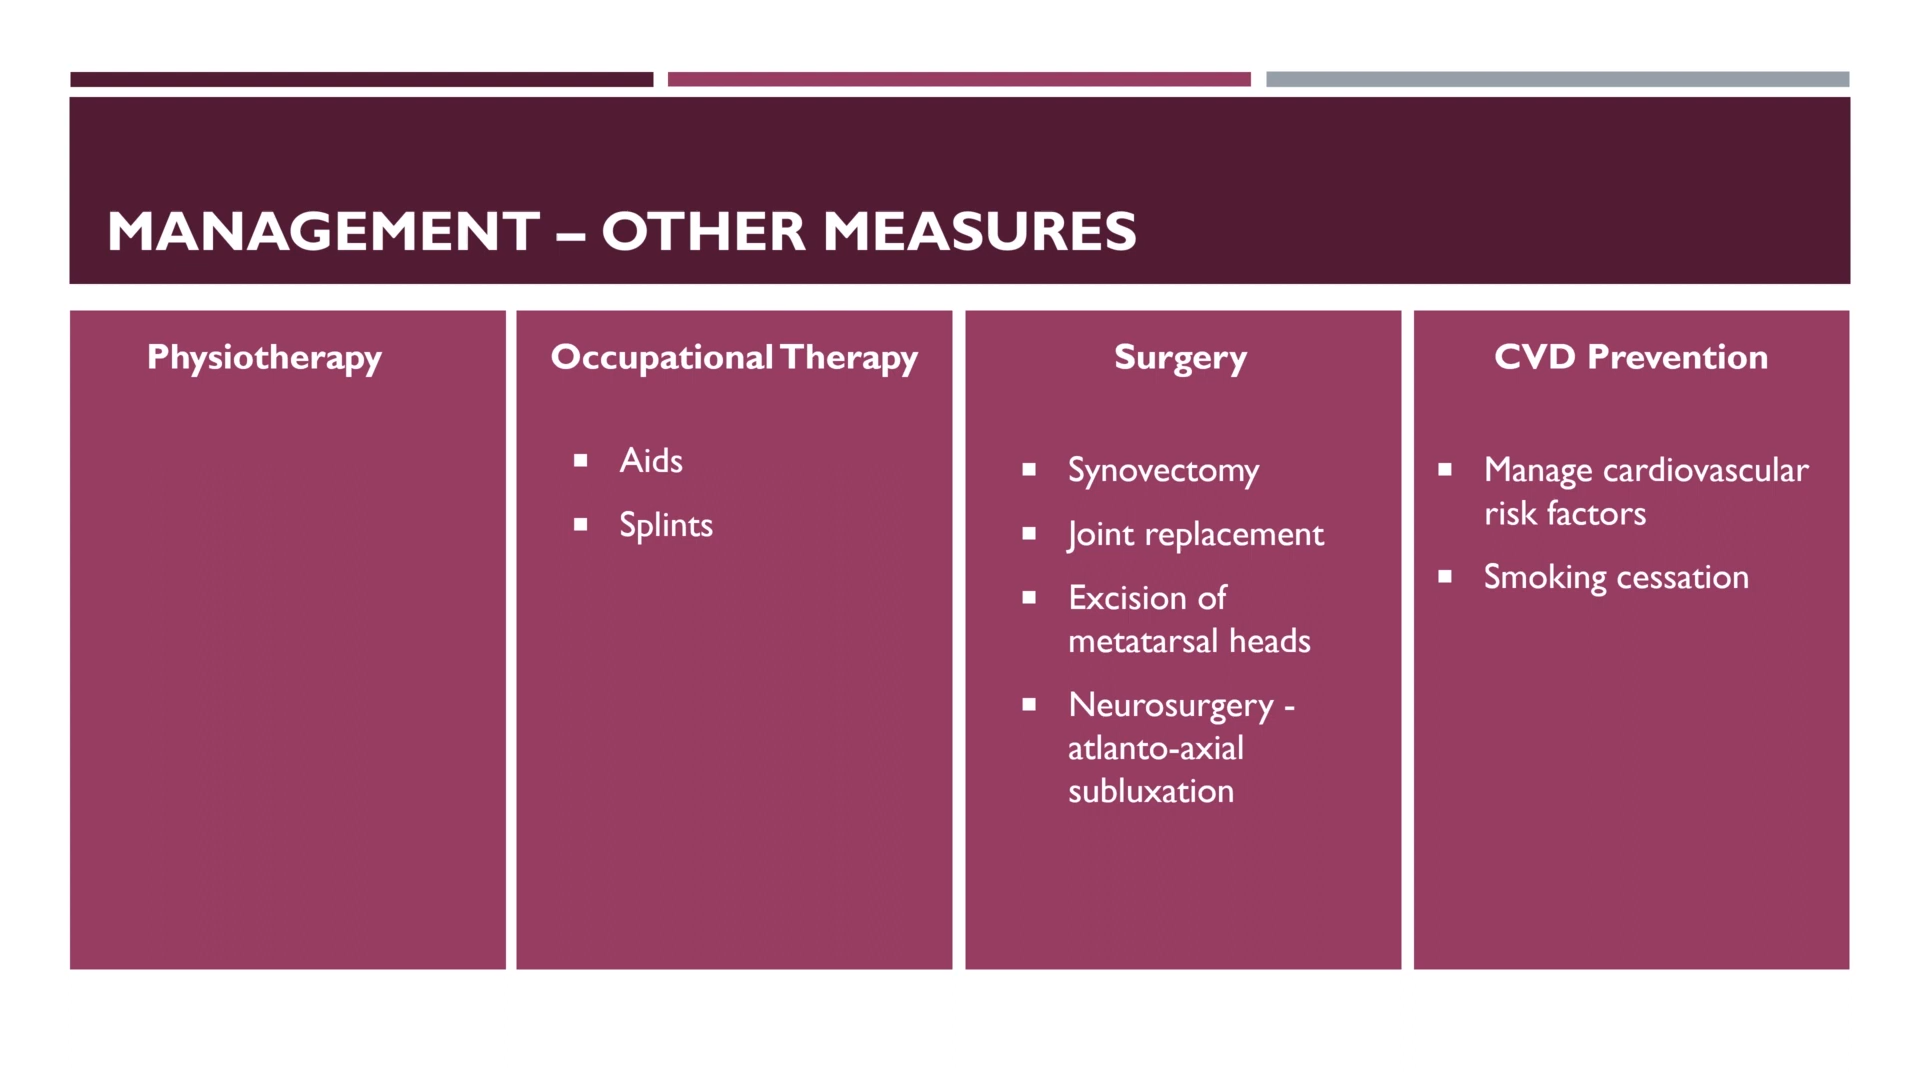 MANAGEMENT – OTHER MEASURES
Physiotherapy
Occupational Therapy
▪ Aids
▪ Splints
Surgery
▪ Synovectomy
▪ Joint replacement
▪ Excision of
metatarsal heads
▪ Neurosurgery -
atlanto-axial
subluxation
CVD Prevention
▪ Manage cardiovascular
risk factors
▪ Smoking cessation